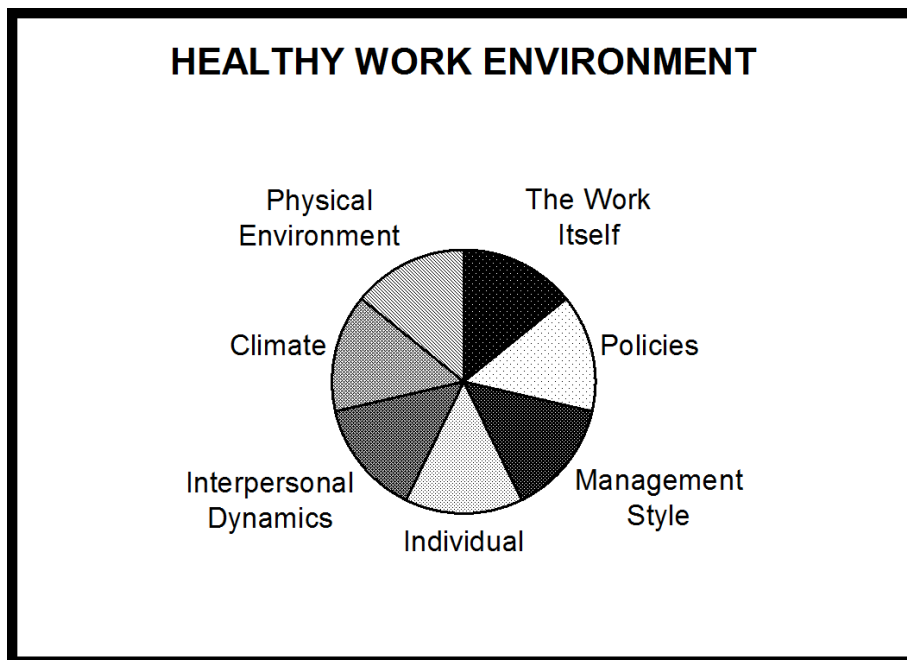 HEALTHY WORK ENVIRONMENT
Physical
Environment
The Work
Itself
Climate
Policies
Interpersonal
Dynamics
Management
Style
Individual